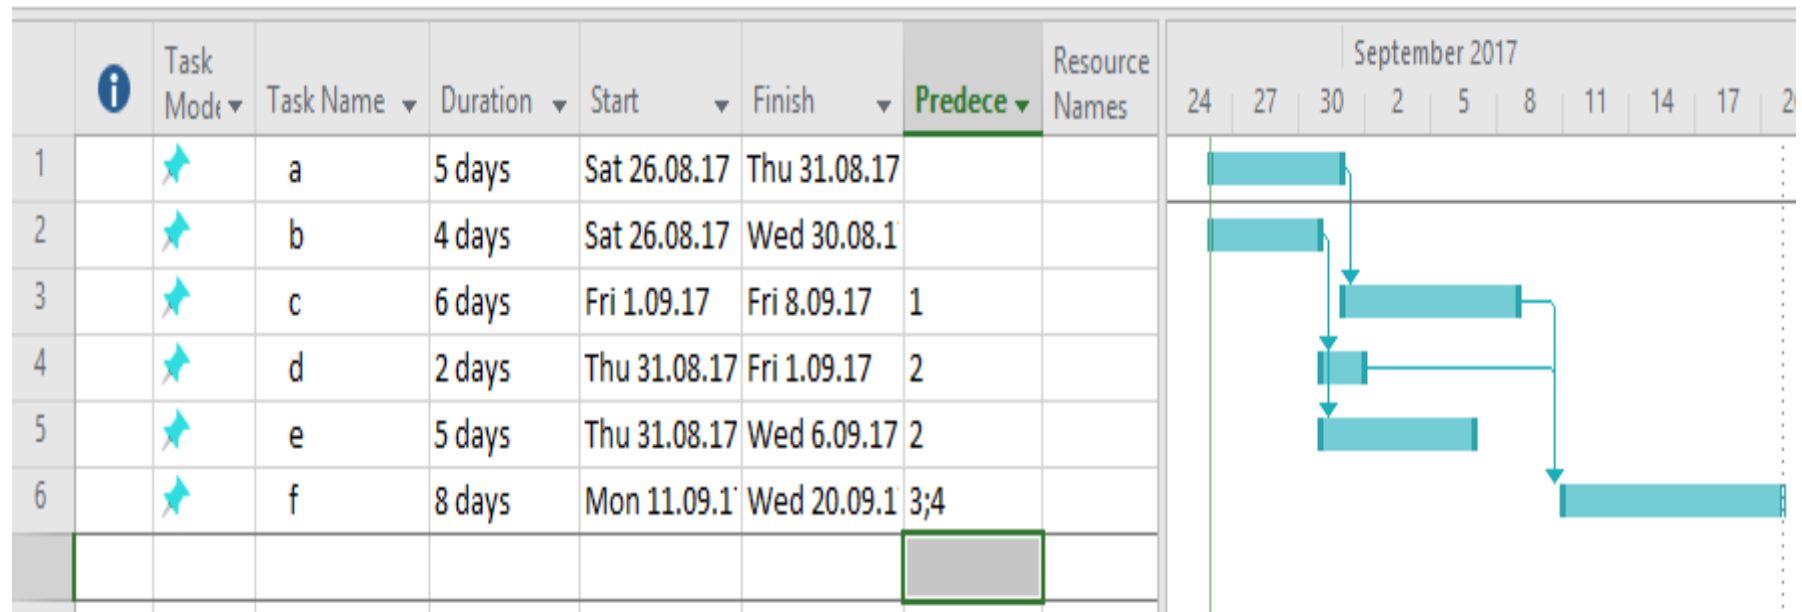 Task Mode
Task Name
Duration
Start
Finish
Predece
Resource Names
September 2017
24 27 30 2 5 8 11 14 17
1 a 5 days Sat 26.08.17 Thu 31.08.17
2 b 4 days Sat 26.08.17 Wed 30.08.1
3 c 6 days Fri 1.09.17 Fri 8.09.17 1
4 d 2 days Thu 31.08.17 Fri 1.09.17 2
5 e 5 days Thu 31.08.17 Wed 6.09.17 2
6 f 8 days Mon 11.09.1 Wed 20.09.1 3;4